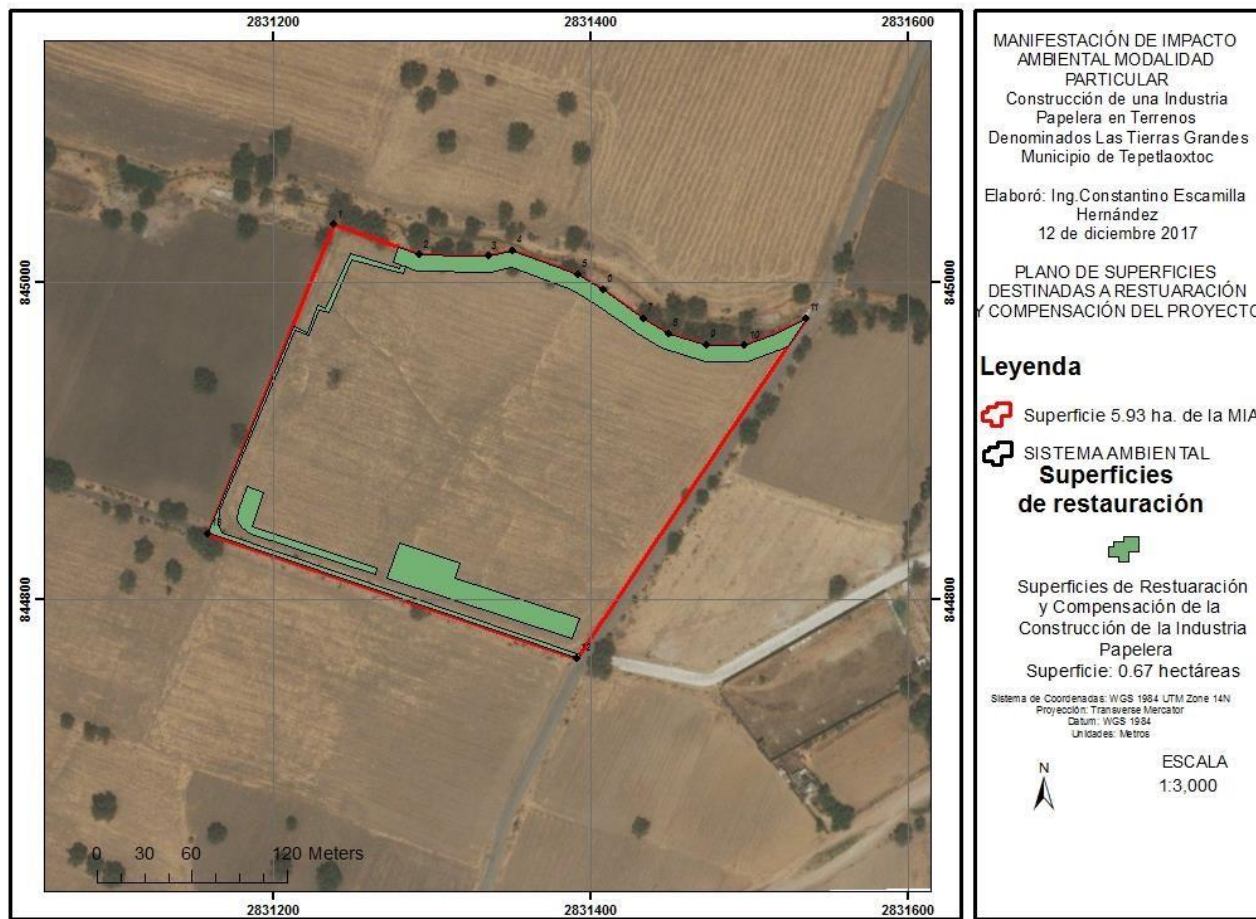 2831200 2831400 2831600
845000 845000
844800 844800
1
2
3
4
5
6
7
8
9
10
11
12
0 30 60 120 Meters
2831200 2831400 2831600
MANIFESTACIÓN DE IMPACTO
AMBIENTAL MODALIDAD
PARTICULAR
Construcción de una Industria
Papelera en Terrenos
Denominados Las Tierras Grandes
Municipio de Tepetlaoxtoc
Elaboró: Ing.Constantino Escamilla
Hernández
12 de diciembre 2017
PLANO DE SUPERFICIES
DESTINADAS A RESTUARACIÓN
Y COMPENSACIÓN DEL PROYECTO
Leyenda
Superficie 5.93 ha. de la MIA
SISTEMA AMBIENTAL
Superficies
de restauración
Superficies de Restuaración
y Compensación de la
Construcción de la Industria
Papelera
Superficie: 0.67 hectáreas
Sistema de Coordenadas: WGS 1984 UTM Zone 14N
Proyección: Transverse Mercator
Datum: WGS 1984
Unidades: Metros
N
ESCALA
1:3,000